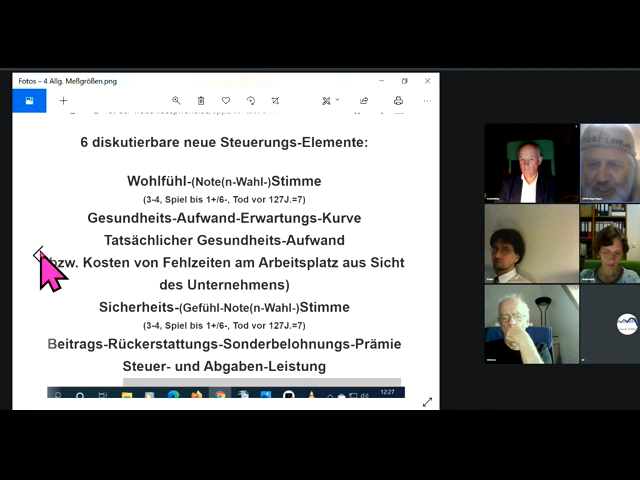 Fotos – 4 Allg. Meßgrößen.png
6 diskutierbare neue Steuerungs-Elemente:
Wohlfühl-(Note(n-Wahl-)Stimme
(3-4, Spiel bis 1+/6-, Tod vor 127J.=7)
Gesundheits-Aufwand-Erwartungs-Kurve
Tatsächlicher Gesundheits-Aufwand
bzw. Kosten von Fehlzeiten am Arbeitsplatz aus Sicht
des Unternehmens)
Sicherheits-(Gefühl-Note(n-Wahl-)Stimme
(3-4, Spiel bis 1+/6-, Tod vor 127J.=7)
Beitrags-Rückerstattungs-Sonderbelohnungs-Prämie
Steuer- und Abgaben-Leistung
12:27